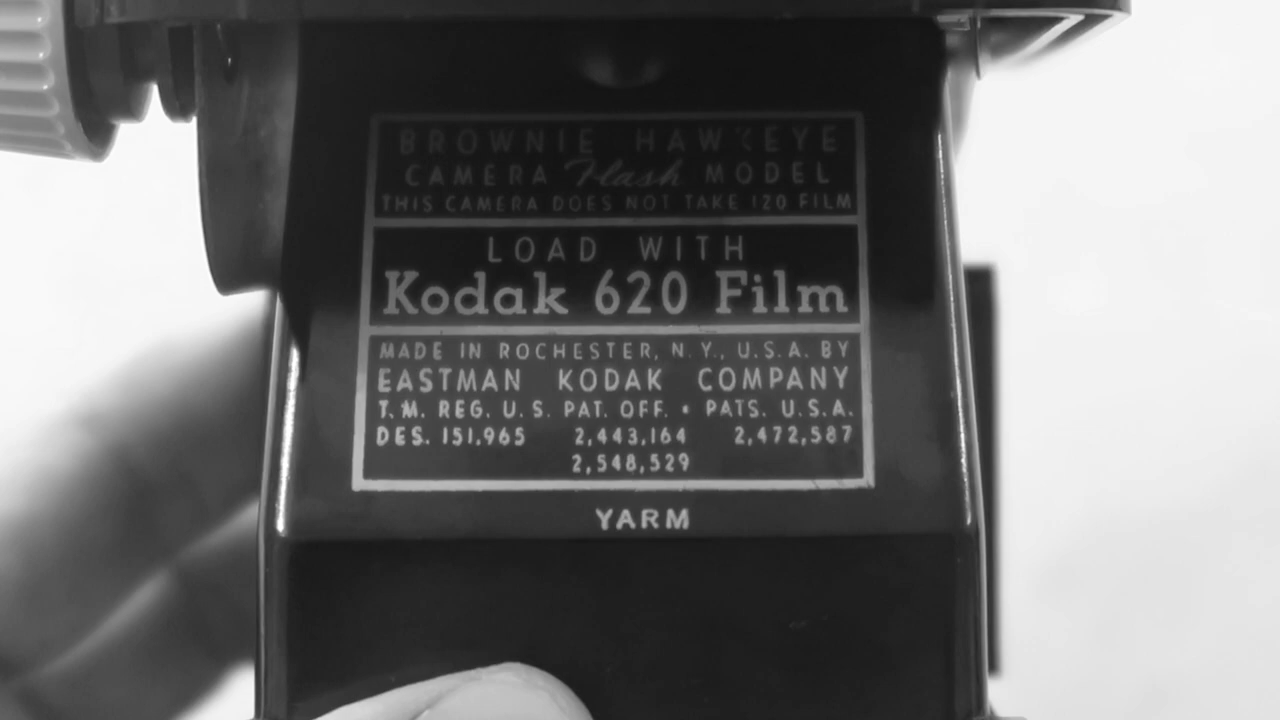 BROWNIE HAWKEYE
CAMERA Flash MODEL
THIS CAMERA DOES NOT TAKE 120 FILM
LOAD WITH
Kodak 620 Film
MADE IN ROCHESTER, N.Y., U.S.A. BY
EASTMAN KODAK COMPANY
T.M. REG. U.S. PAT. OFF. • PATS. U.S.A.
DES. 151,965 2,443,164 2,472,587
2,548,529
YARM